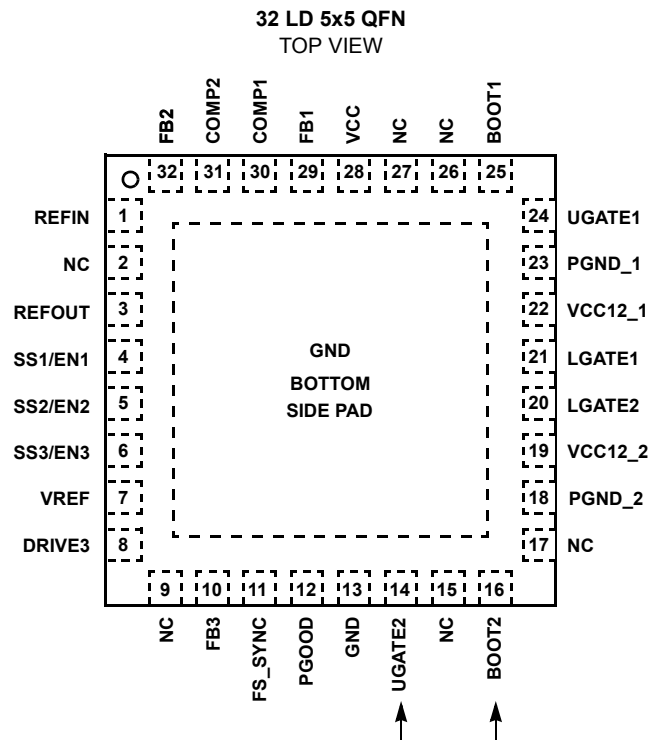 32 LD 5x5 QFN
TOP VIEW
FB2
COMP2
COMP1
FB1
VCC
NC
NC
BOOT1
32
31
30
29
28
27
26
25
REFIN
1
NC
2
REFOUT
3
SS1/EN1
4
SS2/EN2
5
SS3/EN3
6
VREF
7
DRIVE3
8
GND
BOTTOM
SIDE PAD
24
UGATE1
23
PGND_1
22
VCC12_1
21
LGATE1
20
LGATE2
19
VCC12_2
18
PGND_2
17
NC
9
10
11
12
13
14
15
16
NC
FB3
FS_SYNC
PGOOD
GND
UGATE2
NC
BOOT2